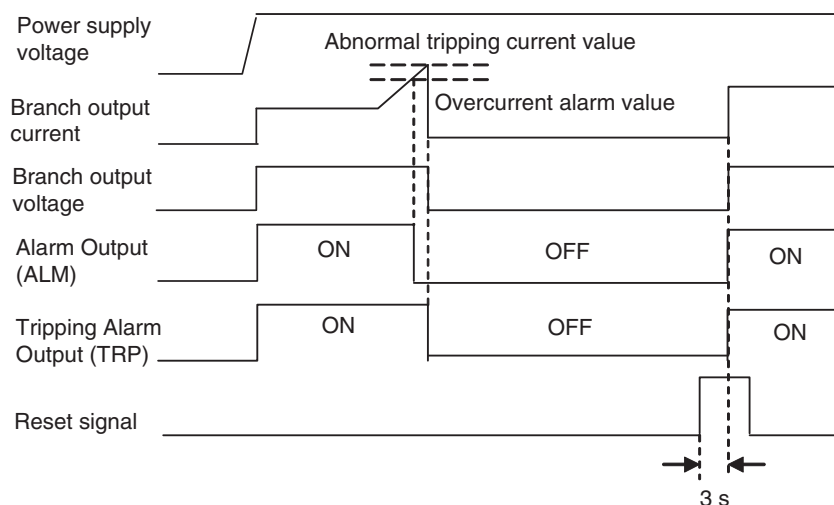 Power supply
voltage
Abnormal tripping current value
Branch output
current
Overcurrent alarm value
Branch output
voltage
Alarm Output
(ALM)
ON
OFF
ON
Tripping Alarm
Output (TRP)
ON
OFF
ON
Reset signal
3 s